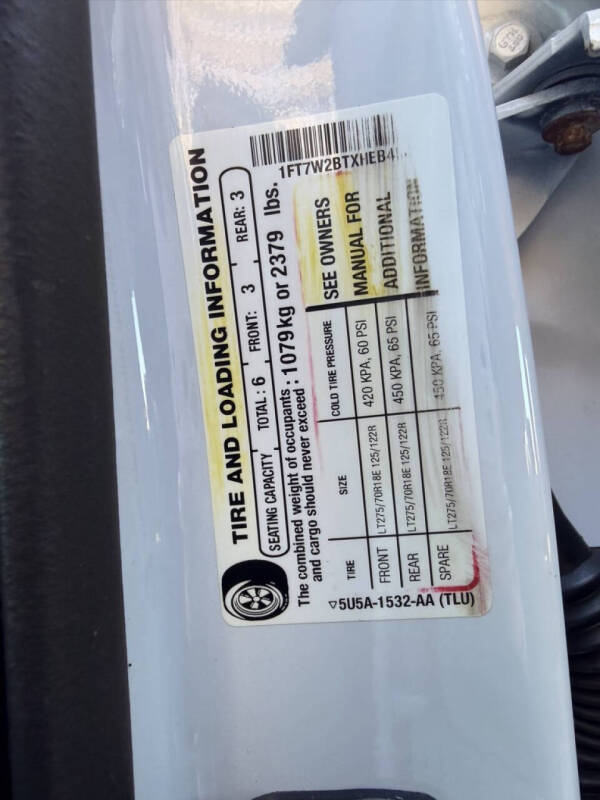 TIRE AND LOADING INFORMATION
SEATING CAPACITY TOTAL : 6 FRONT: 3 REAR: 3
The combined weight of occupants
and cargo should never exceed : 1079kg or 2379 lbs.
TIRE SIZE COLD TIRE PRESSURE
FRONT LT275/70R18E 125/122R 420 KPA, 60 PSI
REAR LT275/70R18E 125/122R 450 KPA, 65 PSI
SPARE LT275/70R18E 125/122R 450 KPA, 65 PSI
SEE OWNERS
MANUAL FOR
ADDITIONAL
INFORMATION
1FT7W2BTXHEB4
▽5U5A-1532-AA (TLU)